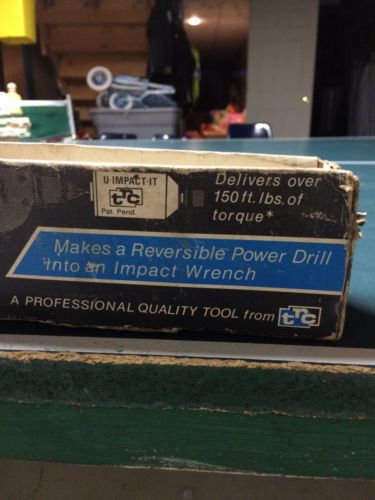 U-IMPACT-IT
ttc
Pat. Pend.
Delivers over
150 ft. lbs. of
torque*
Makes a Reversible Power Drill
into an Impact Wrench
A PROFESSIONAL QUALITY TOOL from
ttc